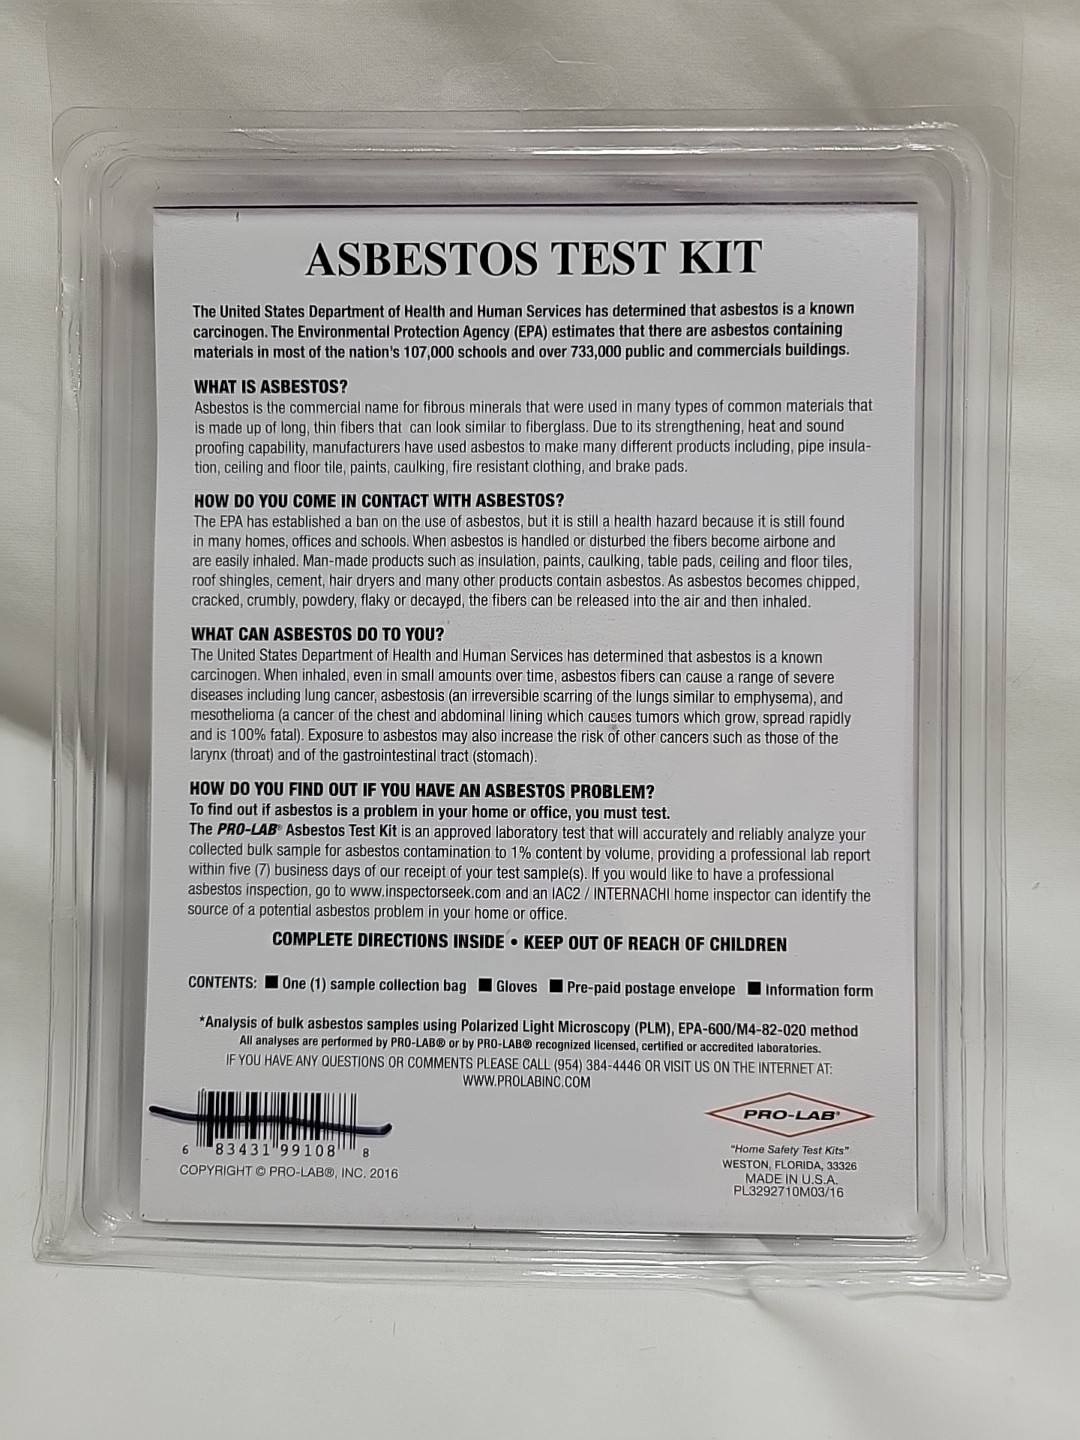 ASBESTOS TEST KIT
The United States Department of Health and Human Services has determined that asbestos is a known
carcinogen. The Environmental Protection Agency (EPA) estimates that there are asbestos containing
materials in most of the nation's 107,000 schools and over 733,000 public and commercials buildings.
WHAT IS ASBESTOS?
Asbestos is the commercial name for fibrous minerals that were used in many types of common materials that
is made up of long, thin fibers that can look similar to fiberglass. Due to its strengthening, heat and sound
proofing capability, manufacturers have used asbestos to make many different products including, pipe insula-
tion, ceiling and floor tile, paints, caulking, fire resistant clothing, and brake pads.
HOW DO YOU COME IN CONTACT WITH ASBESTOS?
The EPA has established a ban on the use of asbestos, but it is still a health hazard because it is still found
in many homes, offices and schools. When asbestos is handled or disturbed the fibers become airbone and
are easily inhaled. Man-made products such as insulation, paints, caulking, table pads, ceiling and floor tiles,
roof shingles, cement, hair dryers and many other products contain asbestos. As asbestos becomes chipped,
cracked, crumbly, powdery, flaky or decayed, the fibers can be released into the air and then inhaled.
WHAT CAN ASBESTOS DO TO YOU?
The United States Department of Health and Human Services has determined that asbestos is a known
carcinogen. When inhaled, even in small amounts over time, asbestos fibers can cause a range of severe
diseases including lung cancer, asbestosis (an irreversible scarring of the lungs similar to emphysema), and
mesothelioma (a cancer of the chest and abdominal lining which causes tumors which grow, spread rapidly
and is 100% fatal). Exposure to asbestos may also increase the risk of other cancers such as those of the
larynx (throat) and of the gastrointestinal tract (stomach).
HOW DO YOU FIND OUT IF YOU HAVE AN ASBESTOS PROBLEM?
To find out if asbestos is a problem in your home or office, you must test.
The PRO-LAB® Asbestos Test Kit is an approved laboratory test that will accurately and reliably analyze your
collected bulk sample for asbestos contamination to 1% content by volume, providing a professional lab report
within five (7) business days of our receipt of your test sample(s). If you would like to have a professional
asbestos inspection, go to www.inspectorseek.com and an IAC2 / INTERNACHI home inspector can identify the
source of a potential asbestos problem in your home or office.
COMPLETE DIRECTIONS INSIDE • KEEP OUT OF REACH OF CHILDREN
CONTENTS: ■ One (1) sample collection bag ■ Gloves ■ Pre-paid postage envelope ■ Information form
*Analysis of bulk asbestos samples using Polarized Light Microscopy (PLM), EPA-600/M4-82-020 method
All analyses are performed by PRO-LAB® or by PRO-LAB® recognized licensed, certified or accredited laboratories.
IF YOU HAVE ANY QUESTIONS OR COMMENTS PLEASE CALL (954) 384-4446 OR VISIT US ON THE INTERNET AT:
WWW.PROLABINC.COM
6 83431 99108 8
COPYRIGHT © PRO-LAB®, INC. 2016
PRO-LAB®
"Home Safety Test Kits"
WESTON, FLORIDA, 33326
MADE IN U.S.A.
PL3292710M03/16